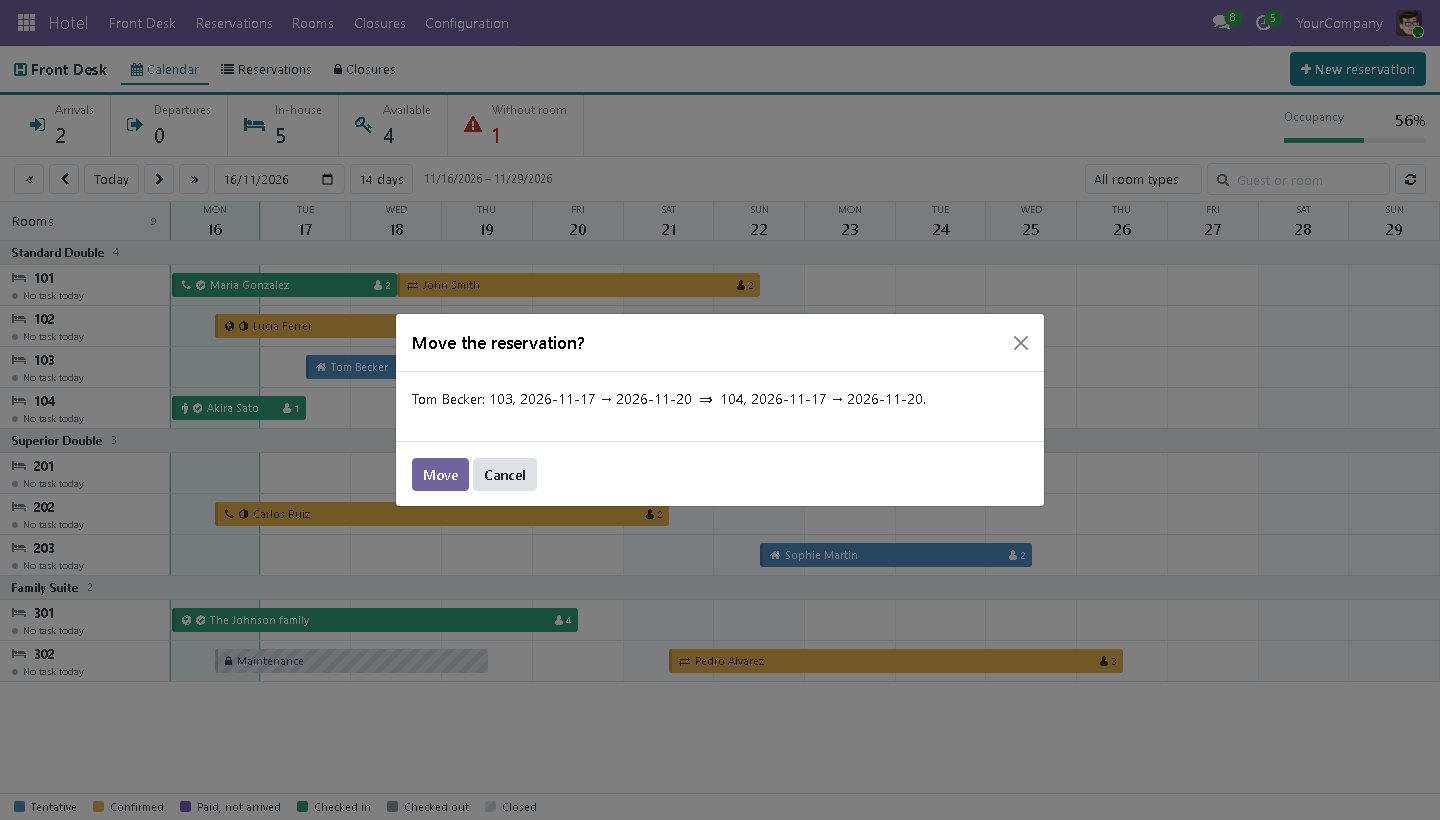 Hotel Front Desk Reservations Rooms Closures Configuration 8 5 YourCompany
Front Desk Calendar Reservations Closures New reservation
Arrivals Departures In-house Available Without room
2 0 5 4 1
Occupancy 56%
« Today » 16/11/2026 14 days 11/16/2026 – 11/29/2026 All room types Guest or room
Rooms 9
MON TUE WED THU FRI SAT SUN MON TUE WED THU FRI SAT SUN
16 17 18 19 20 21 22 23 24 25 26 27 28 29
Standard Double 4
101 Maria Gonzalez 2 John Smith 2
No task today
102 Lucia Ferrer
No task today
103 Tom Becker
No task today
104 Akira Sato 1
No task today
Move the reservation?
Tom Becker: 103, 2026-11-17 → 2026-11-20 ⇒ 104, 2026-11-17 → 2026-11-20.
Move Cancel
Superior Double 3
201
No task today
202 Carlos Ruiz 2
No task today
203 Sophie Martin 2
No task today
Family Suite 2
301 The Johnson family 4
No task today
302 Maintenance Pedro Alvarez 3
No task today
Tentative Confirmed Paid, not arrived Checked in Checked out Closed